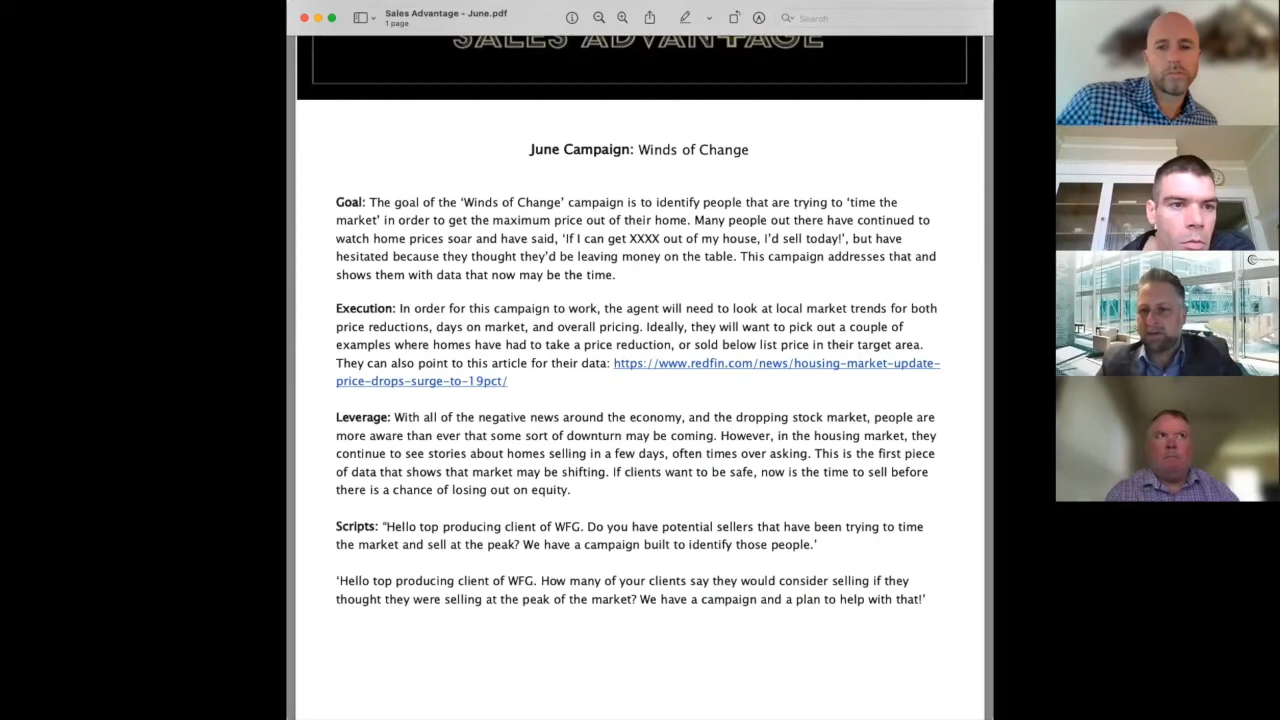 Sales Advantage - June.pdf
1 page
Search
SALES ADVANTAGE
June Campaign: Winds of Change
Goal: The goal of the ‘Winds of Change’ campaign is to identify people that are trying to ‘time the
market’ in order to get the maximum price out of their home. Many people out there have continued to
watch home prices soar and have said, ‘If I can get XXXX out of my house, I’d sell today!’, but have
hesitated because they thought they’d be leaving money on the table. This campaign addresses that and
shows them with data that now may be the time.
Execution: In order for this campaign to work, the agent will need to look at local market trends for both
price reductions, days on market, and overall pricing. Ideally, they will want to pick out a couple of
examples where homes have had to take a price reduction, or sold below list price in their target area.
They can also point to this article for their data: https://www.redfin.com/news/housing-market-update-
price-drops-surge-to-19pct/
Leverage: With all of the negative news around the economy, and the dropping stock market, people are
more aware than ever that some sort of downturn may be coming. However, in the housing market, they
continue to see stories about homes selling in a few days, often times over asking. This is the first piece
of data that shows that market may be shifting. If clients want to be safe, now is the time to sell before
there is a chance of losing out on equity.
Scripts: “Hello top producing client of WFG. Do you have potential sellers that have been trying to time
the market and sell at the peak? We have a campaign built to identify those people.’
‘Hello top producing client of WFG. How many of your clients say they would consider selling if they
thought they were selling at the peak of the market? We have a campaign and a plan to help with that!’